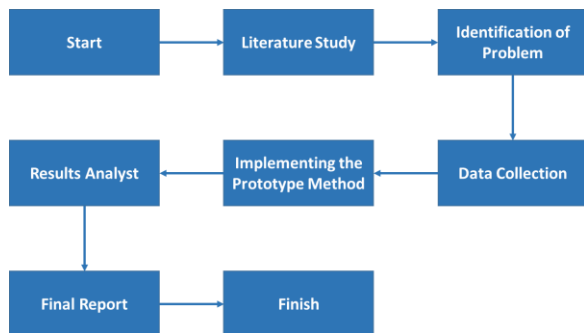 Start
Literature Study
Identification of
Problem
Data Collection
Implementing the
Prototype Method
Results Analyst
Final Report
Finish